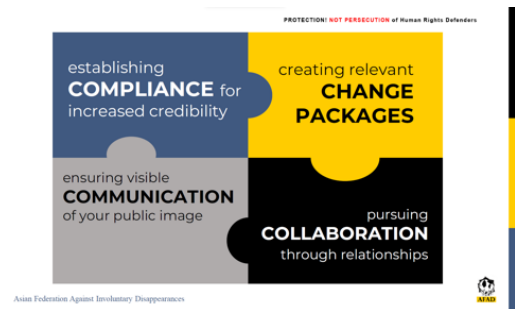 PROTECTION! NOT PERSECUTION of Human Rights Defenders
establishing
COMPLIANCE for
increased credibility
creating relevant
CHANGE
PACKAGES
ensuring visible
COMMUNICATION
of your public image
pursuing
COLLABORATION
through relationships
Asian Federation Against Involuntary Disappearances
AFAD